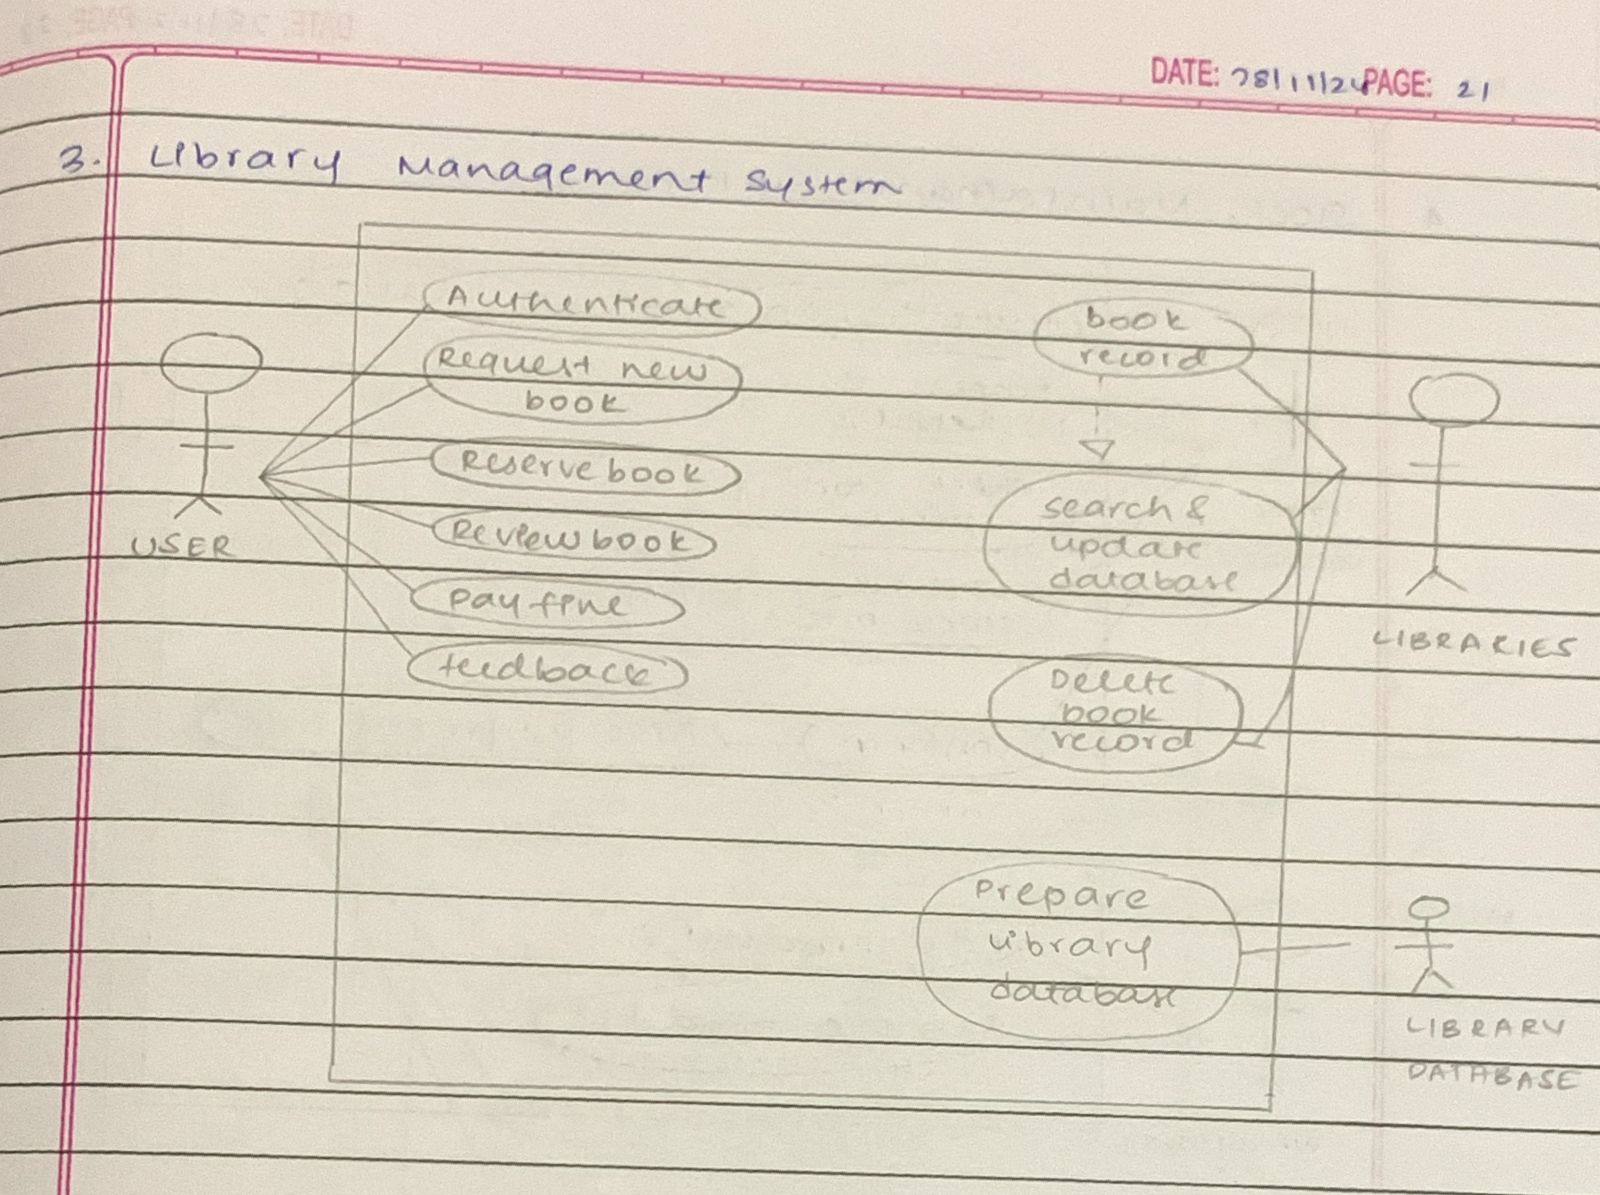 DATE: 28/11/24 PAGE: 21
3. Library Management System
Authenticate
Request new
book
Reserve book
Review book
pay fine
feedback
USER
book
record
search &
update
database
Delete
book
record
LIBRARIES
Prepare
library
database
LIBRARY
DATABASE